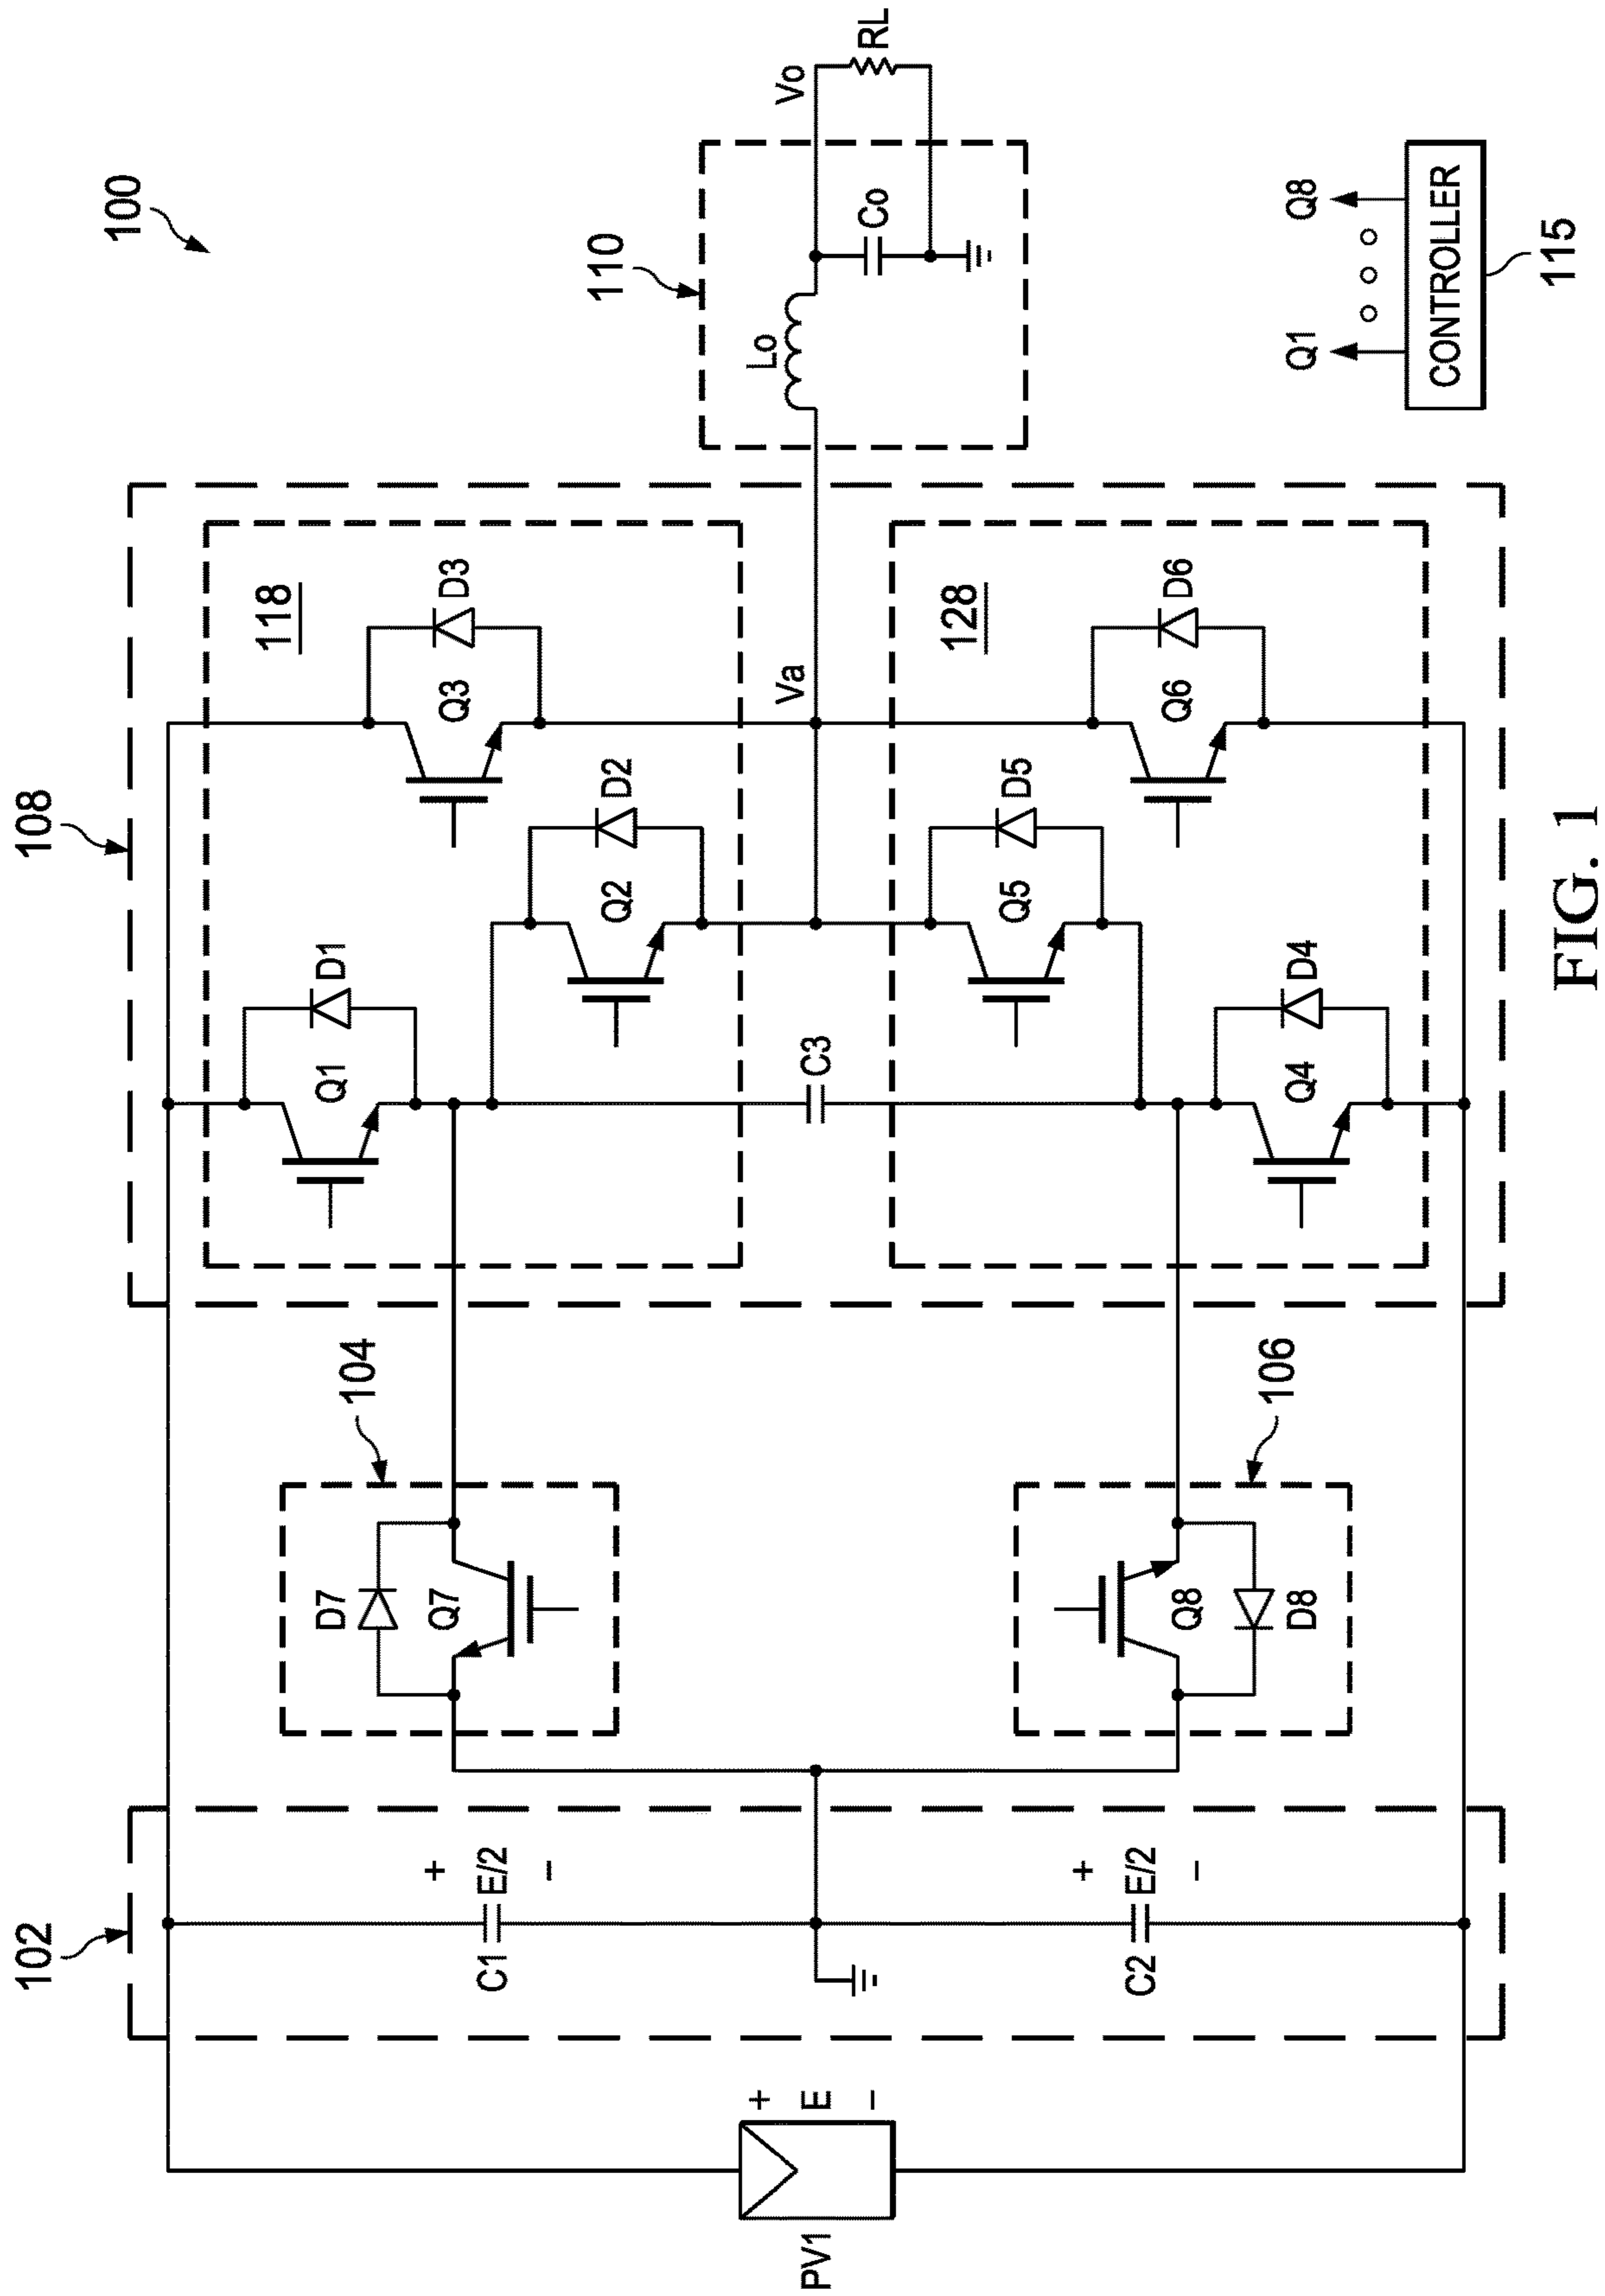 100
102
108
104
106
118
128
110
PV1
+
E
−
C1
+
E/2
−
C2
+
E/2
−
D7
Q7
Q8
D8
Q1
D1
Q2
D2
Q3
D3
C3
Q4
D4
Q5
D5
Q6
D6
Va
Lo
Co
Vo
RL
Q1
Q8
CONTROLLER
115
FIG. 1